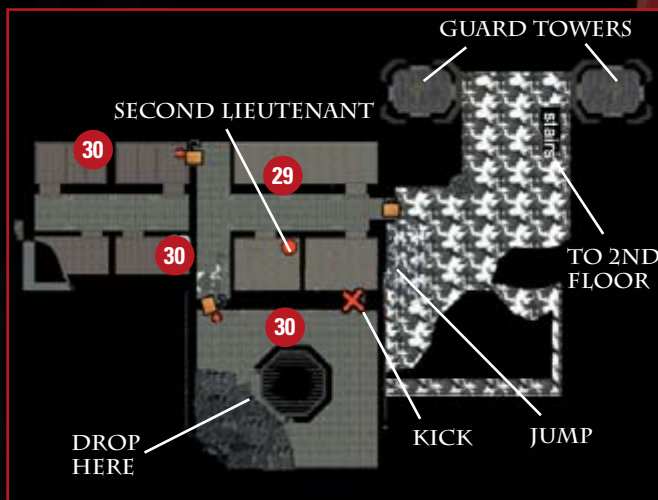 GUARD TOWERS
SECOND LIEUTENANT
30
29
stairs
30
TO 2ND
FLOOR
30
DROP
HERE
KICK
JUMP